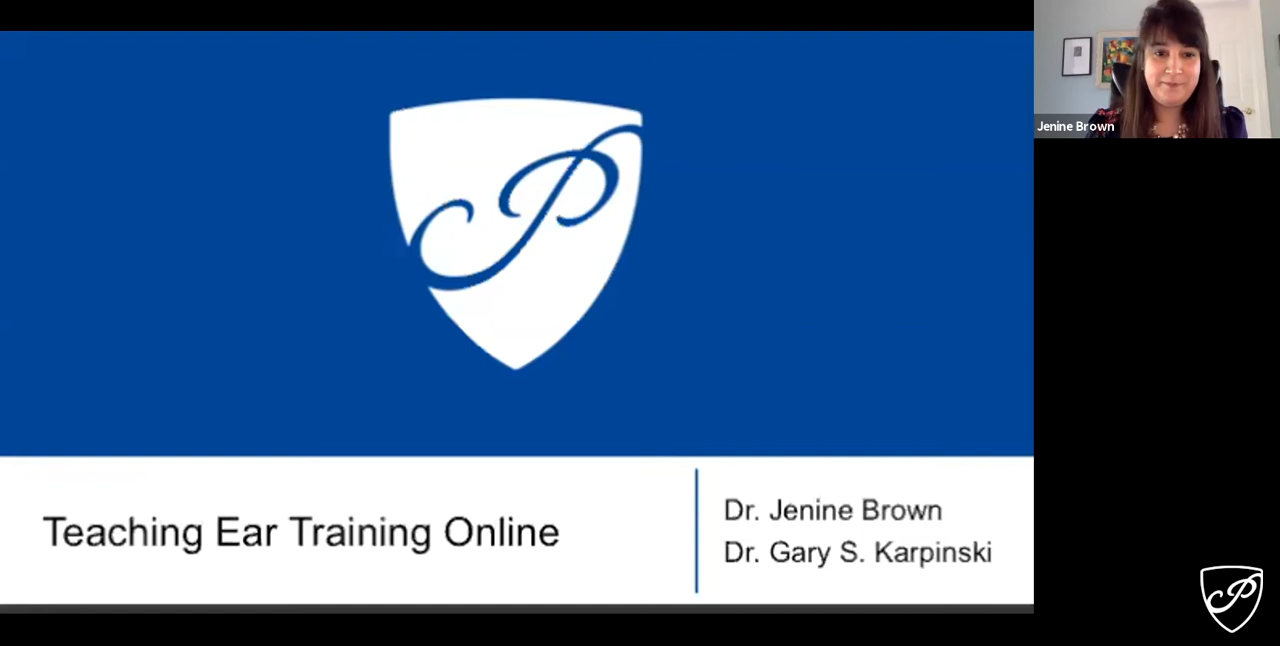 Jenine Brown
Teaching Ear Training Online
Dr. Jenine Brown
Dr. Gary S. Karpinski